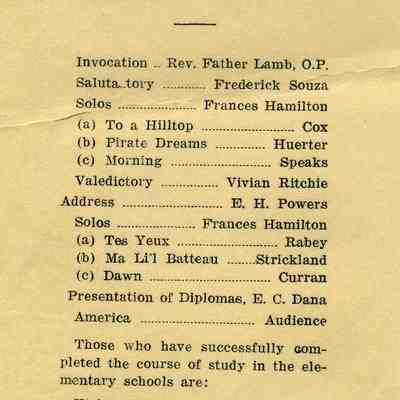 Invocation .. Rev. Father Lamb, O.P.
Saluta..tory ............ Frederick Souza
Solos ...................... Frances Hamilton
(a) To a Hilltop .......................... Cox
(b) Pirate Dreams ............. Huerter
(c) Morning ........................... Speaks
Valedictory ................ Vivian Ritchie
Address ........................... E. H. Powers
Solos ...................... Frances Hamilton
(a) Tes Yeux ........................... Rabey
(b) Ma Li'l Batteau ........Strickland
(c) Dawn ............................... Curran
Presentation of Diplomas, E. C. Dana
America .............................. Audience
Those who have successfully com-
pleted the course of study in the ele-
mentary schools are: